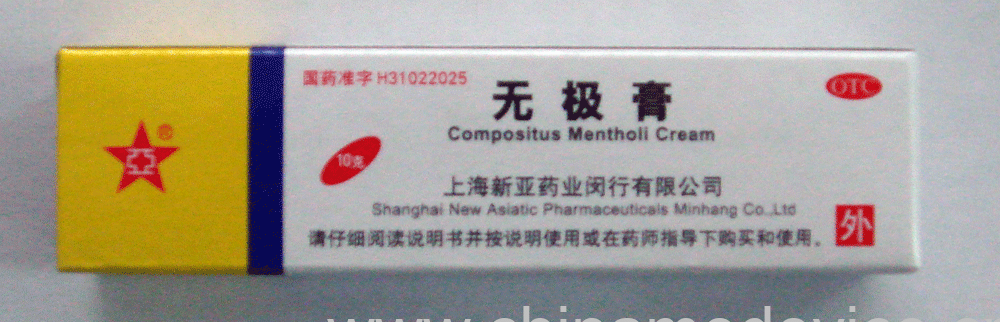 国药准字H31022025
OTC
无极膏
Compositus Mentholi Cream
10克
上海新亚药业闵行有限公司
Shanghai New Asiatic Pharmaceuticals Minhang Co.,Ltd
外
请仔细阅读说明书并按说明使用或在药师指导下购买和使用。